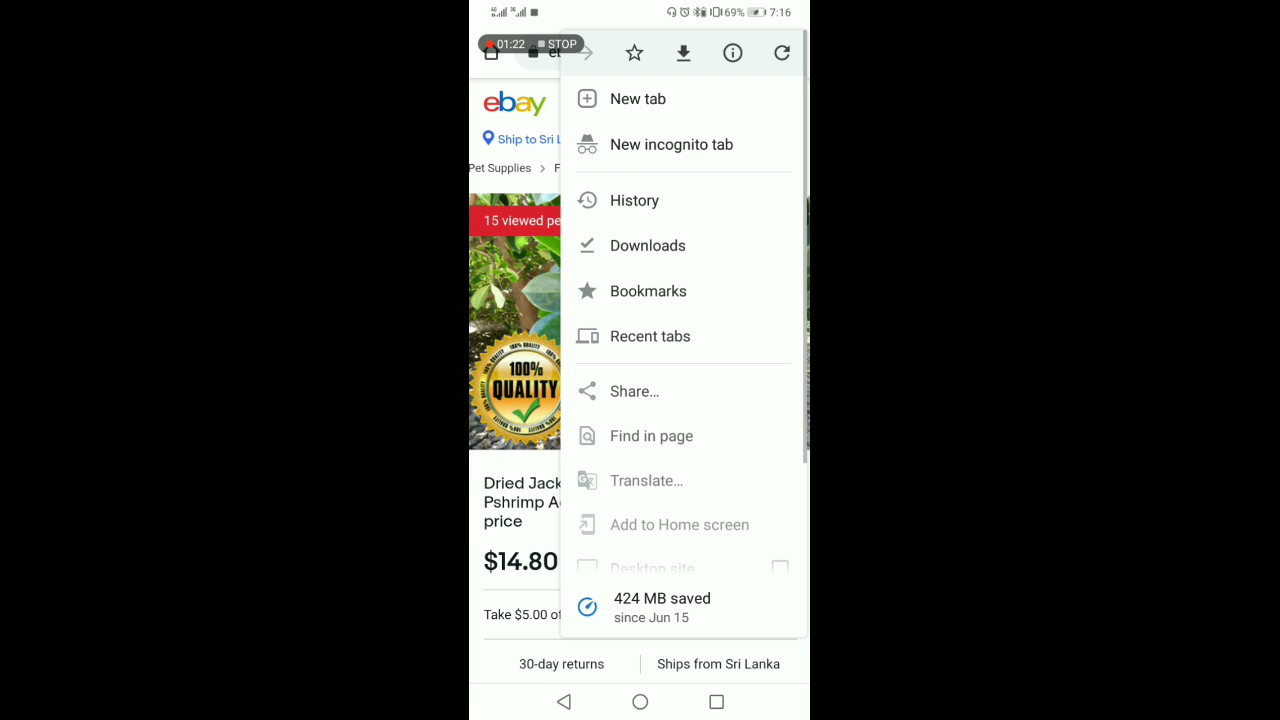 69% 7:16
01:22 STOP
ebay
Ship to Sri L
Pet Supplies > F
15 viewed pe
100%
QUALITY
Dried Jack
Pshrimp A
price
$14.80
Take $5.00 o
30-day returns
Ships from Sri Lanka
New tab
New incognito tab
History
Downloads
Bookmarks
Recent tabs
Share...
Find in page
Translate...
Add to Home screen
Desktop site
424 MB saved
since Jun 15